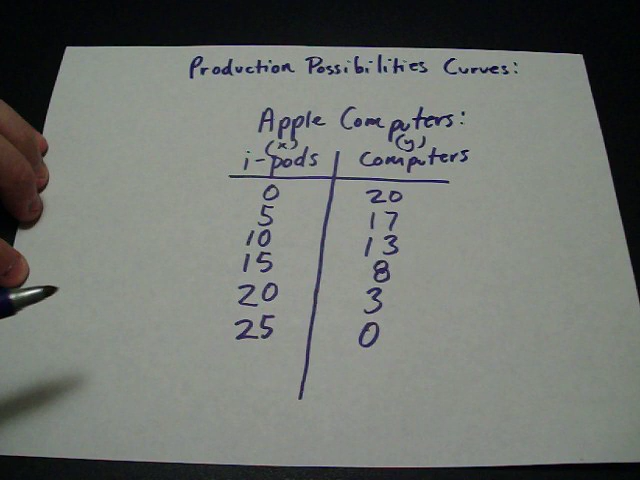 Production Possibilities Curves:
Apple Computers:
(x) (y)
i-pods computers
0 20
5 17
10 13
15 8
20 3
25 0